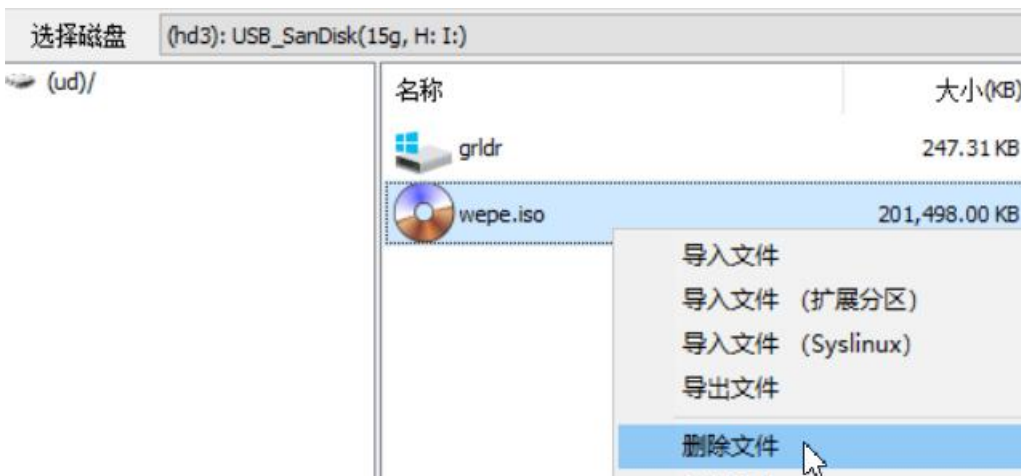 选择磁盘 (hd3): USB_SanDisk(15g, H: I:)
(ud)/
名称 大小(KB)
grldr 247.31 KB
wepe.iso 201,498.00 KB
导入文件
导入文件 (扩展分区)
导入文件 (Syslinux)
导出文件
删除文件